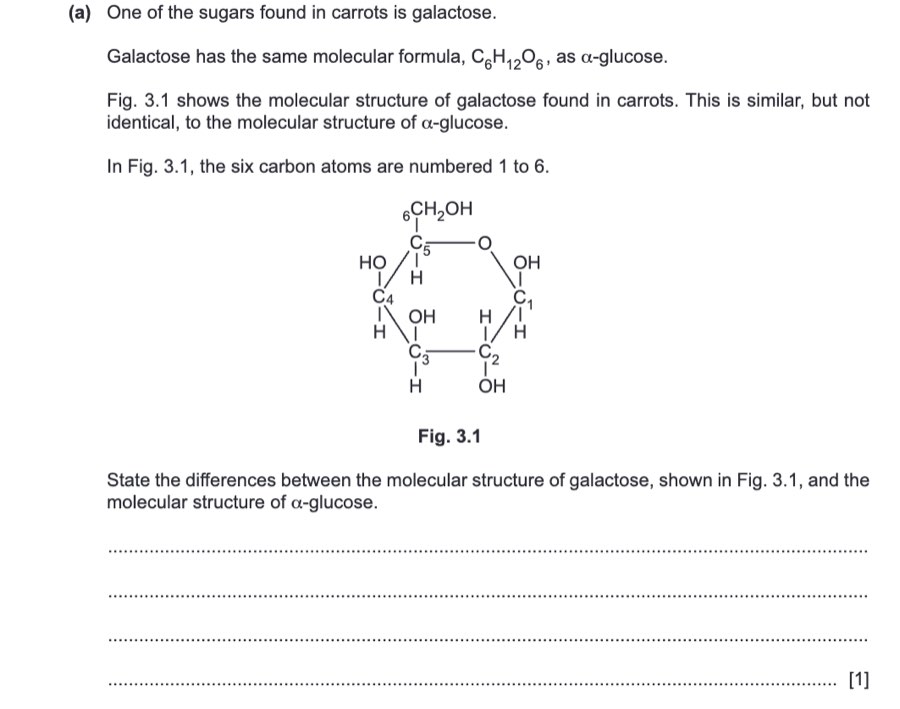 (a) One of the sugars found in carrots is galactose.
Galactose has the same molecular formula, C₆H₁₂O₆, as α-glucose.
Fig. 3.1 shows the molecular structure of galactose found in carrots. This is similar, but not
identical, to the molecular structure of α-glucose.
In Fig. 3.1, the six carbon atoms are numbered 1 to 6.
₆CH₂OH
C₅ O
HO OH
H
C₄ C₁
OH H
H H
C₃ C₂
H OH
Fig. 3.1
State the differences between the molecular structure of galactose, shown in Fig. 3.1, and the
molecular structure of α-glucose.
[1]